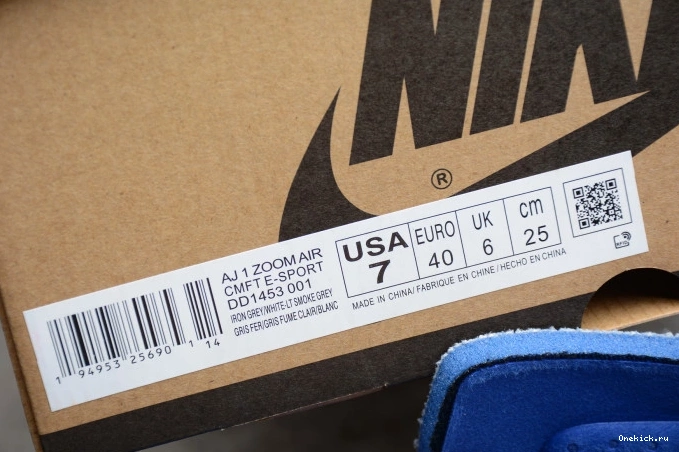 NIK
®
AJ 1 ZOOM AIR
CMFT E-SPORT
DD1453 001
IRON GREY/WHITE-LT SMOKE GREY
GRIS FER/GRIS FUME CLAIR/BLANC
USA
7
EURO
40
UK
6
cm
25
MADE IN CHINA/ FABRIQUE EN CHINE/ HECHO EN CHINA
RFID
1 94953 25690 1 14
Onekick.ru